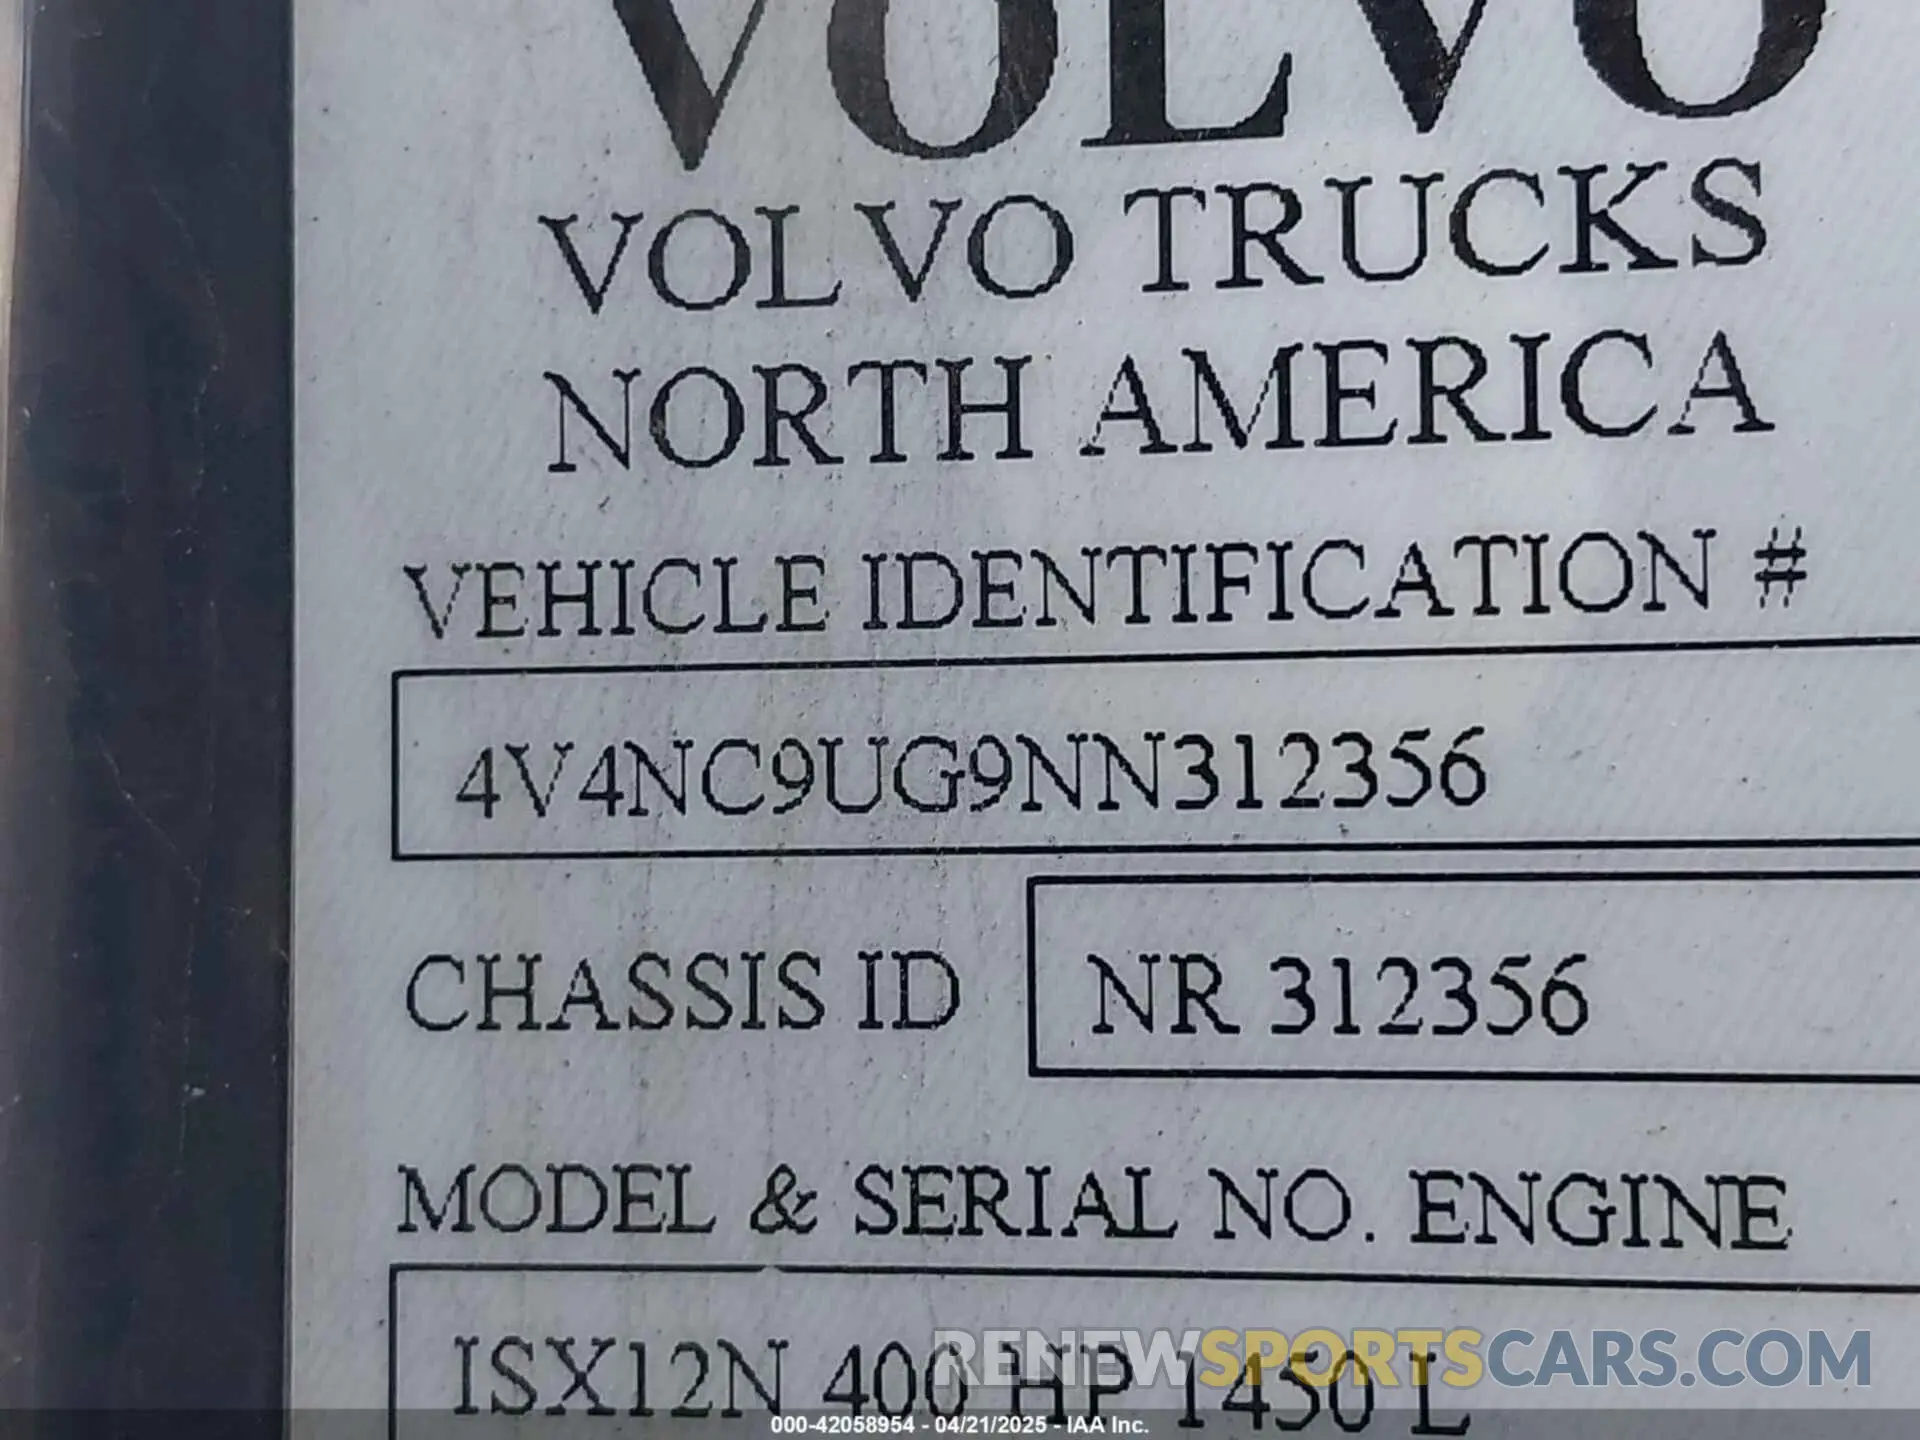 VOLVO
VOLVO TRUCKS
NORTH AMERICA
VEHICLE IDENTIFICATION #
4V4NC9UG9NN312356
CHASSIS ID NR 312356
MODEL & SERIAL NO. ENGINE
ISX12N 400 HP 1450 L
RENEWSPORTSCARS.COM
000-42058954 - 04/21/2025 - IAA Inc.